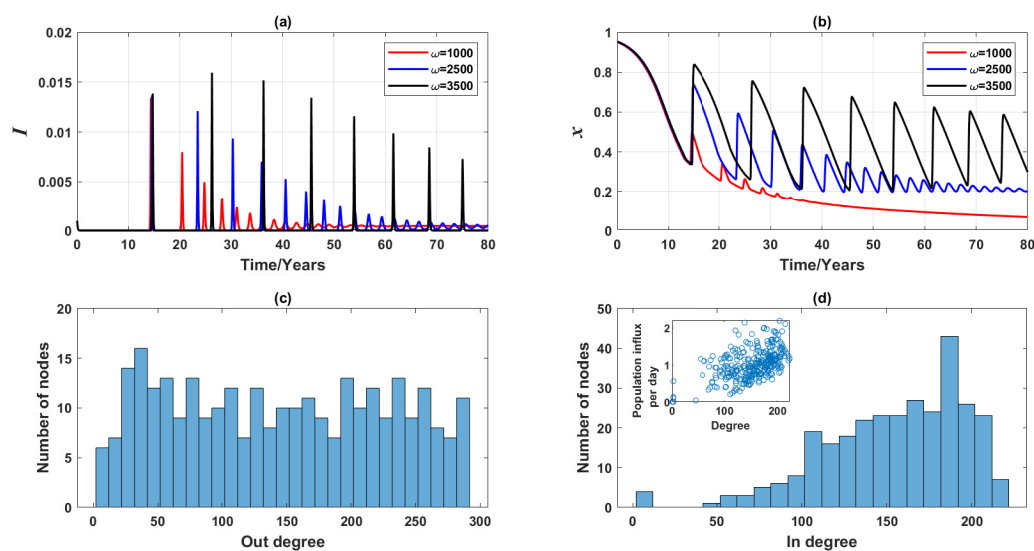 (a)
0.02
0.015
0.01
0.005
0
I
ω=1000
ω=2500
ω=3500
0 10 20 30 40 50 60 70 80
Time/Years
(b)
1
0.8
0.6
0.4
0.2
0
x
ω=1000
ω=2500
ω=3500
0 10 20 30 40 50 60 70 80
Time/Years
(c)
20
15
10
5
0
Number of nodes
0 50 100 150 200 250 300
Out degree
(d)
50
40
30
20
10
0
Number of nodes
2
1
0
Population influx
per day
0 100 200
Degree
0 50 100 150 200
In degree